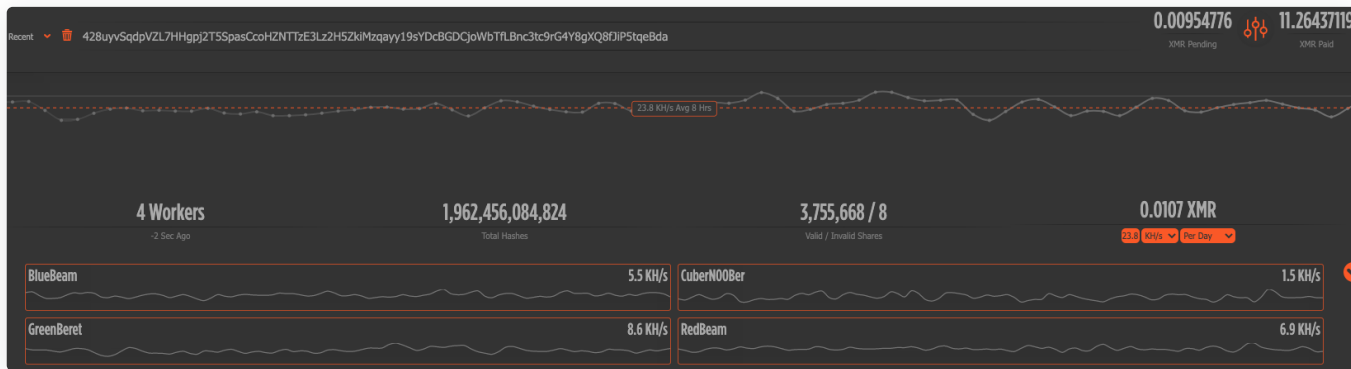 0.00954776
11.26437119
XMR Pending
XMR Paid
Recent
428uyvSqdpVZL7HHgpj2T5SpasCcoHZNTTzE3Lz2H5ZkiMzqayy19sYDcBGDCjoWbTfLBnc3tc9rG4Y8gXQ8fJiP5tqeBda
23.8 KH/s Avg 8 Hrs
4 Workers
-2 Sec Ago
1,962,456,084,824
Total Hashes
3,755,668 / 8
Valid / Invalid Shares
0.0107 XMR
23.8 KH/s Per Day
BlueBeam 5.5 KH/s
CuberN00Ber 1.5 KH/s
GreenBeret 8.6 KH/s
RedBeam 6.9 KH/s